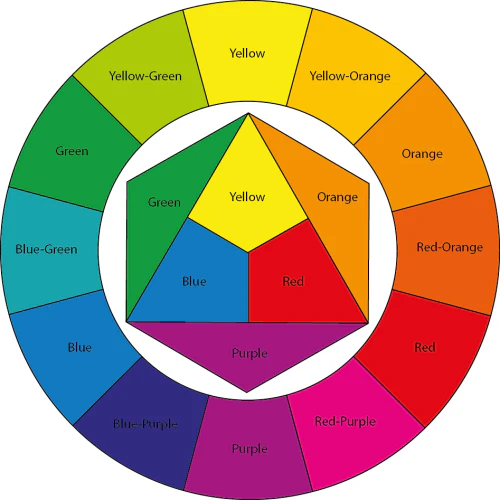 Yellow
Yellow-Green
Yellow-Orange
Green
Orange
Yellow
Green
Orange
Blue-Green
Red-Orange
Blue
Red
Blue
Red
Purple
Blue-Purple
Red-Purple
Purple